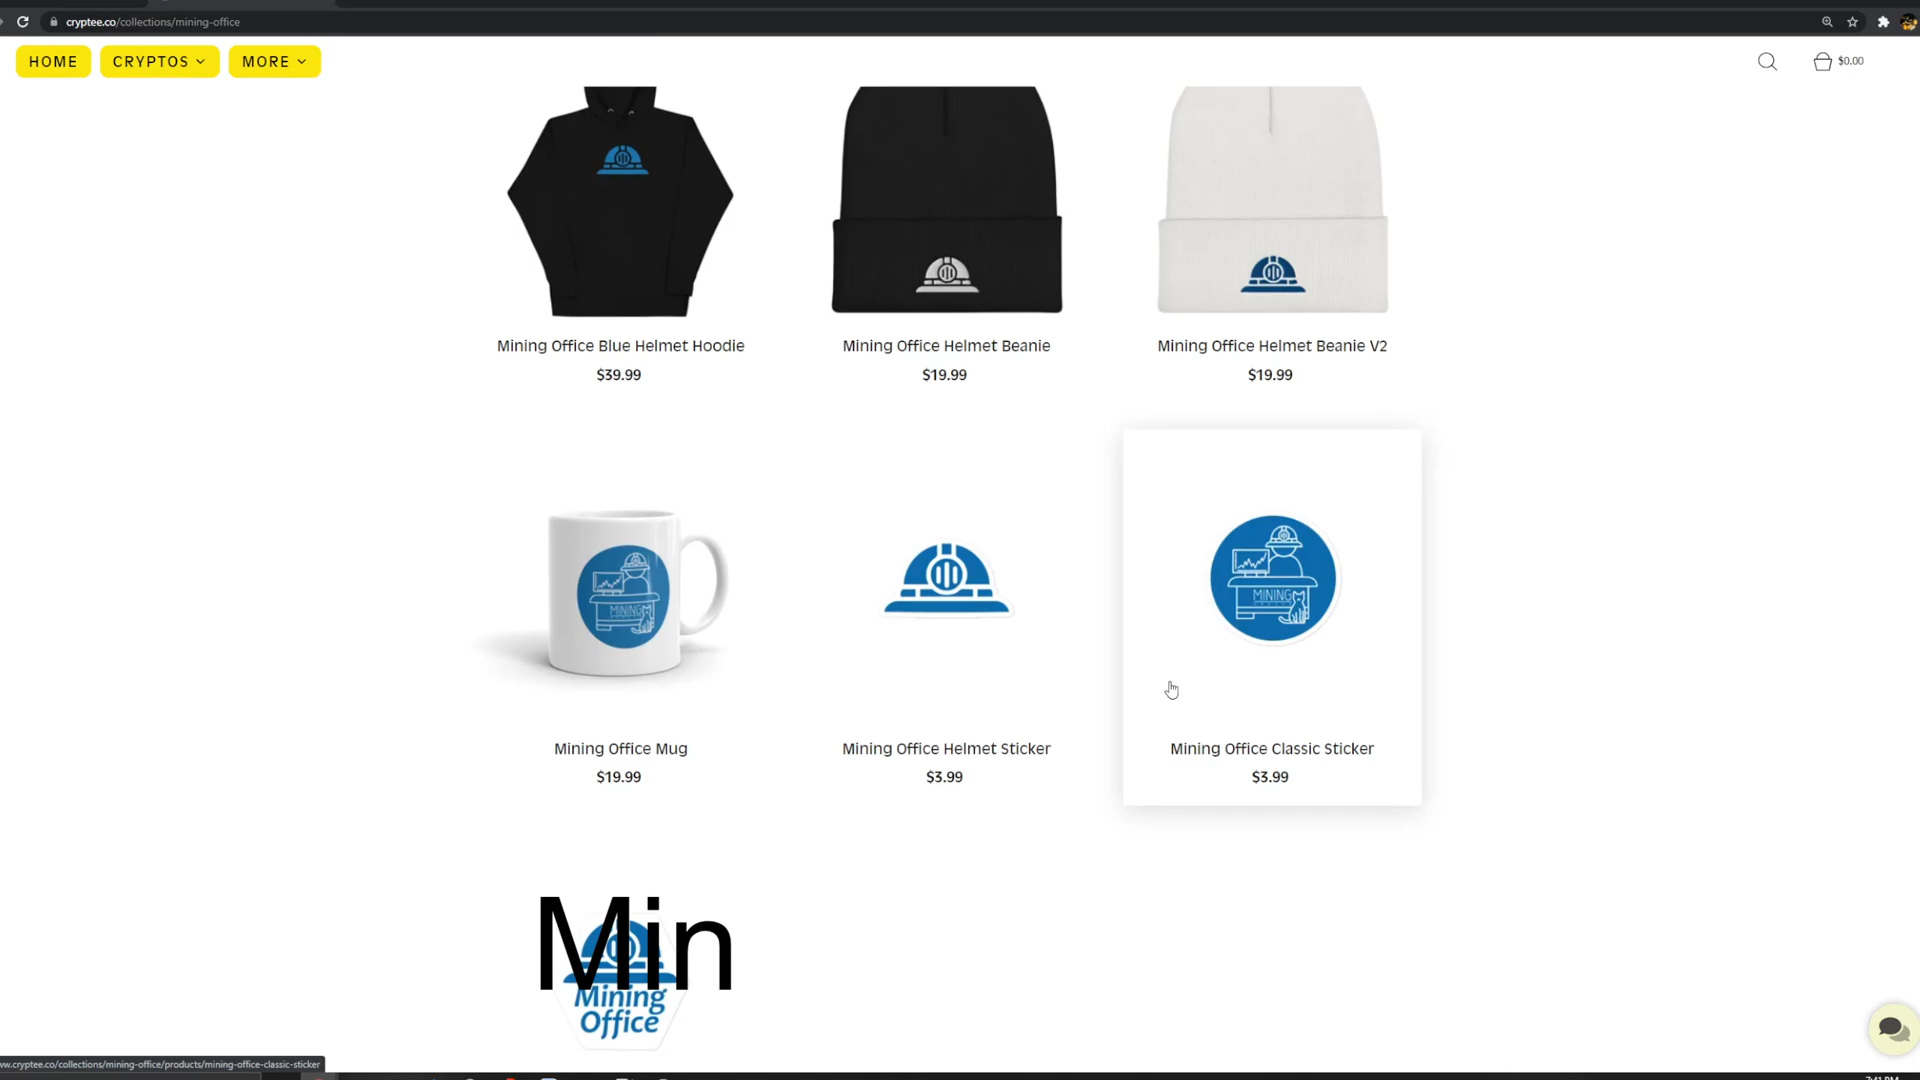 cryptee.co/collections/mining-office
HOME
CRYPTOS
MORE
$0.00
Mining Office Blue Helmet Hoodie
$39.99
Mining Office Helmet Beanie
$19.99
Mining Office Helmet Beanie V2
$19.99
MINING
MINING
Mining Office Mug
$19.99
Mining Office Helmet Sticker
$3.99
Mining Office Classic Sticker
$3.99
Min
Mining
Office
ww.cryptee.co/collections/mining-office/products/mining-office-classic-sticker